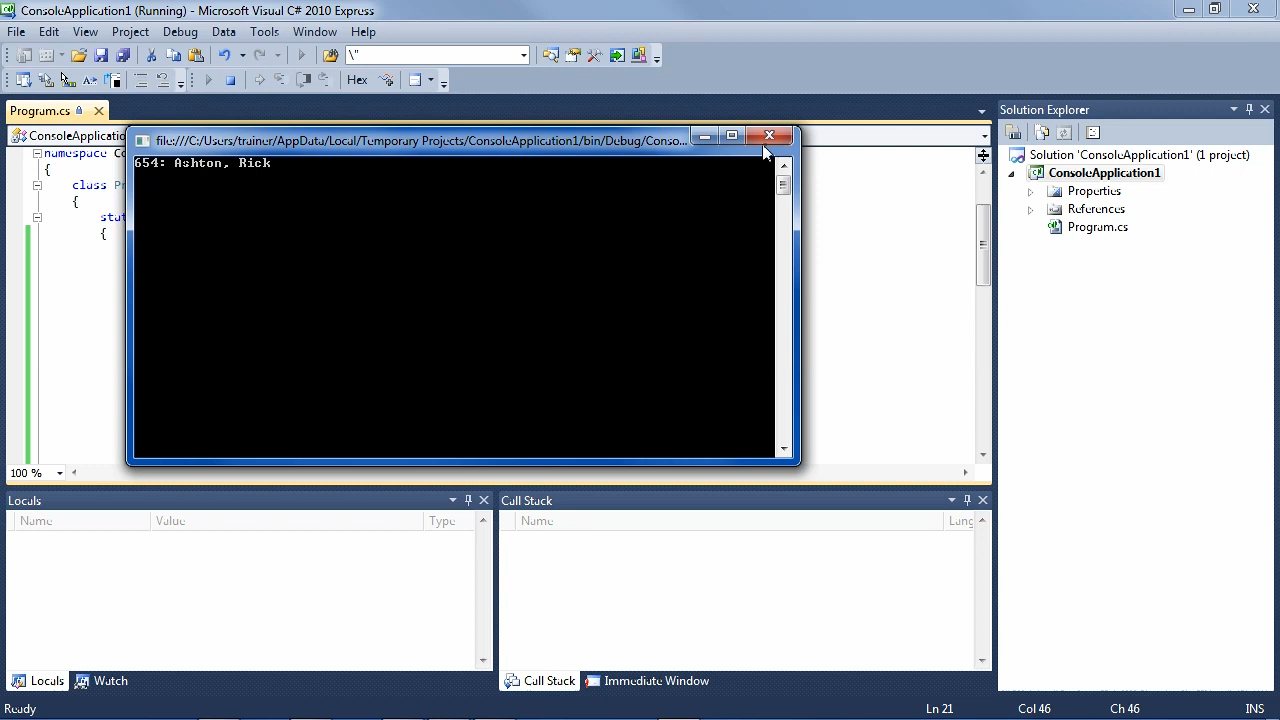 ConsoleApplication1 (Running) - Microsoft Visual C# 2010 Express
File Edit View Project Debug Data Tools Window Help
\"
Hex
Program.cs
ConsoleApplicatio
file:///C:/Users/trainer/AppData/Local/Temporary Projects/ConsoleApplication1/bin/Debug/Conso...
654: Ashton, Rick
namespace Co
{
class Pr
{
stat
{
100 %
Solution Explorer
Solution 'ConsoleApplication1' (1 project)
ConsoleApplication1
Properties
References
Program.cs
Locals
Name Value Type
Locals Watch
Call Stack
Name Lang
Call Stack Immediate Window
Ready Ln 21 Col 46 Ch 46 INS